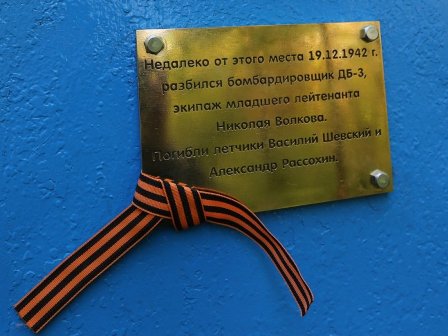 Недалеко от этого места 19.12.1942 г.
разбился бомбардировщик ДБ-3,
экипаж младшего лейтенанта
Николая Волкова.
Погибли летчики Василий Шевский и
Александр Рассохин.